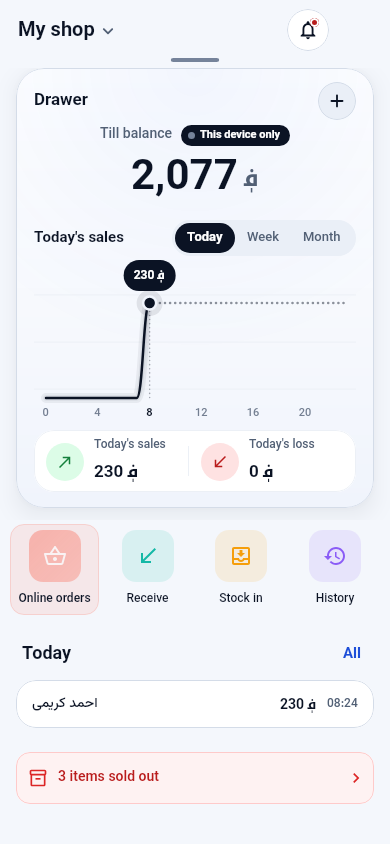 My shop
Drawer
Till balance
This device only
2,077 ؋
Today's sales
Today
Week
Month
230 ؋
0
4
8
12
16
20
Today's sales
230 ؋
Today's loss
0 ؋
Online orders
Receive
Stock in
History
Today
All
احمد کریمی
230 ؋
08:24
3 items sold out